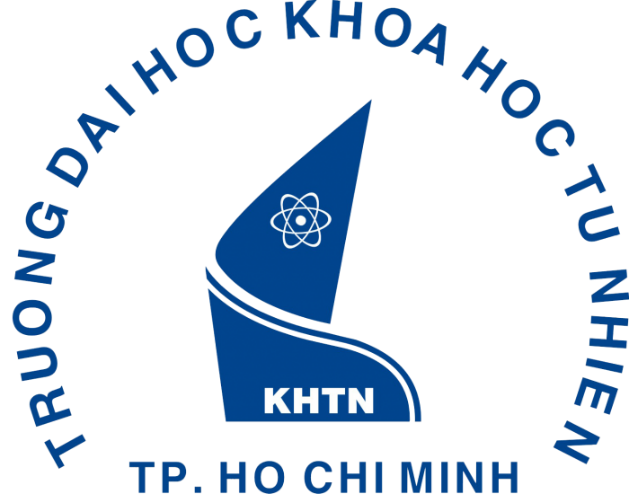 TRUONG DAI HOC KHOA HOC TU NHIEN
KHTN
TP. HO CHI MINH